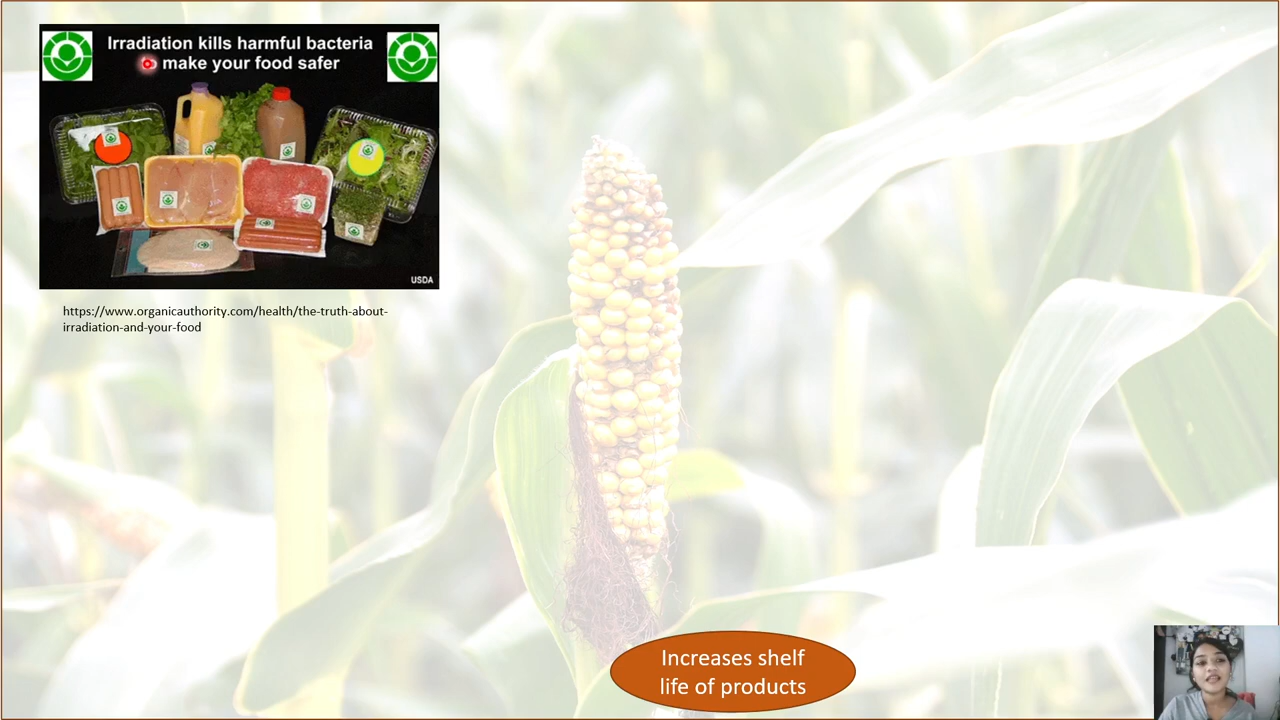 Irradiation kills harmful bacteria
to make your food safer
USDA
https://www.organicauthority.com/health/the-truth-about-
irradiation-and-your-food
Increases shelf
life of products